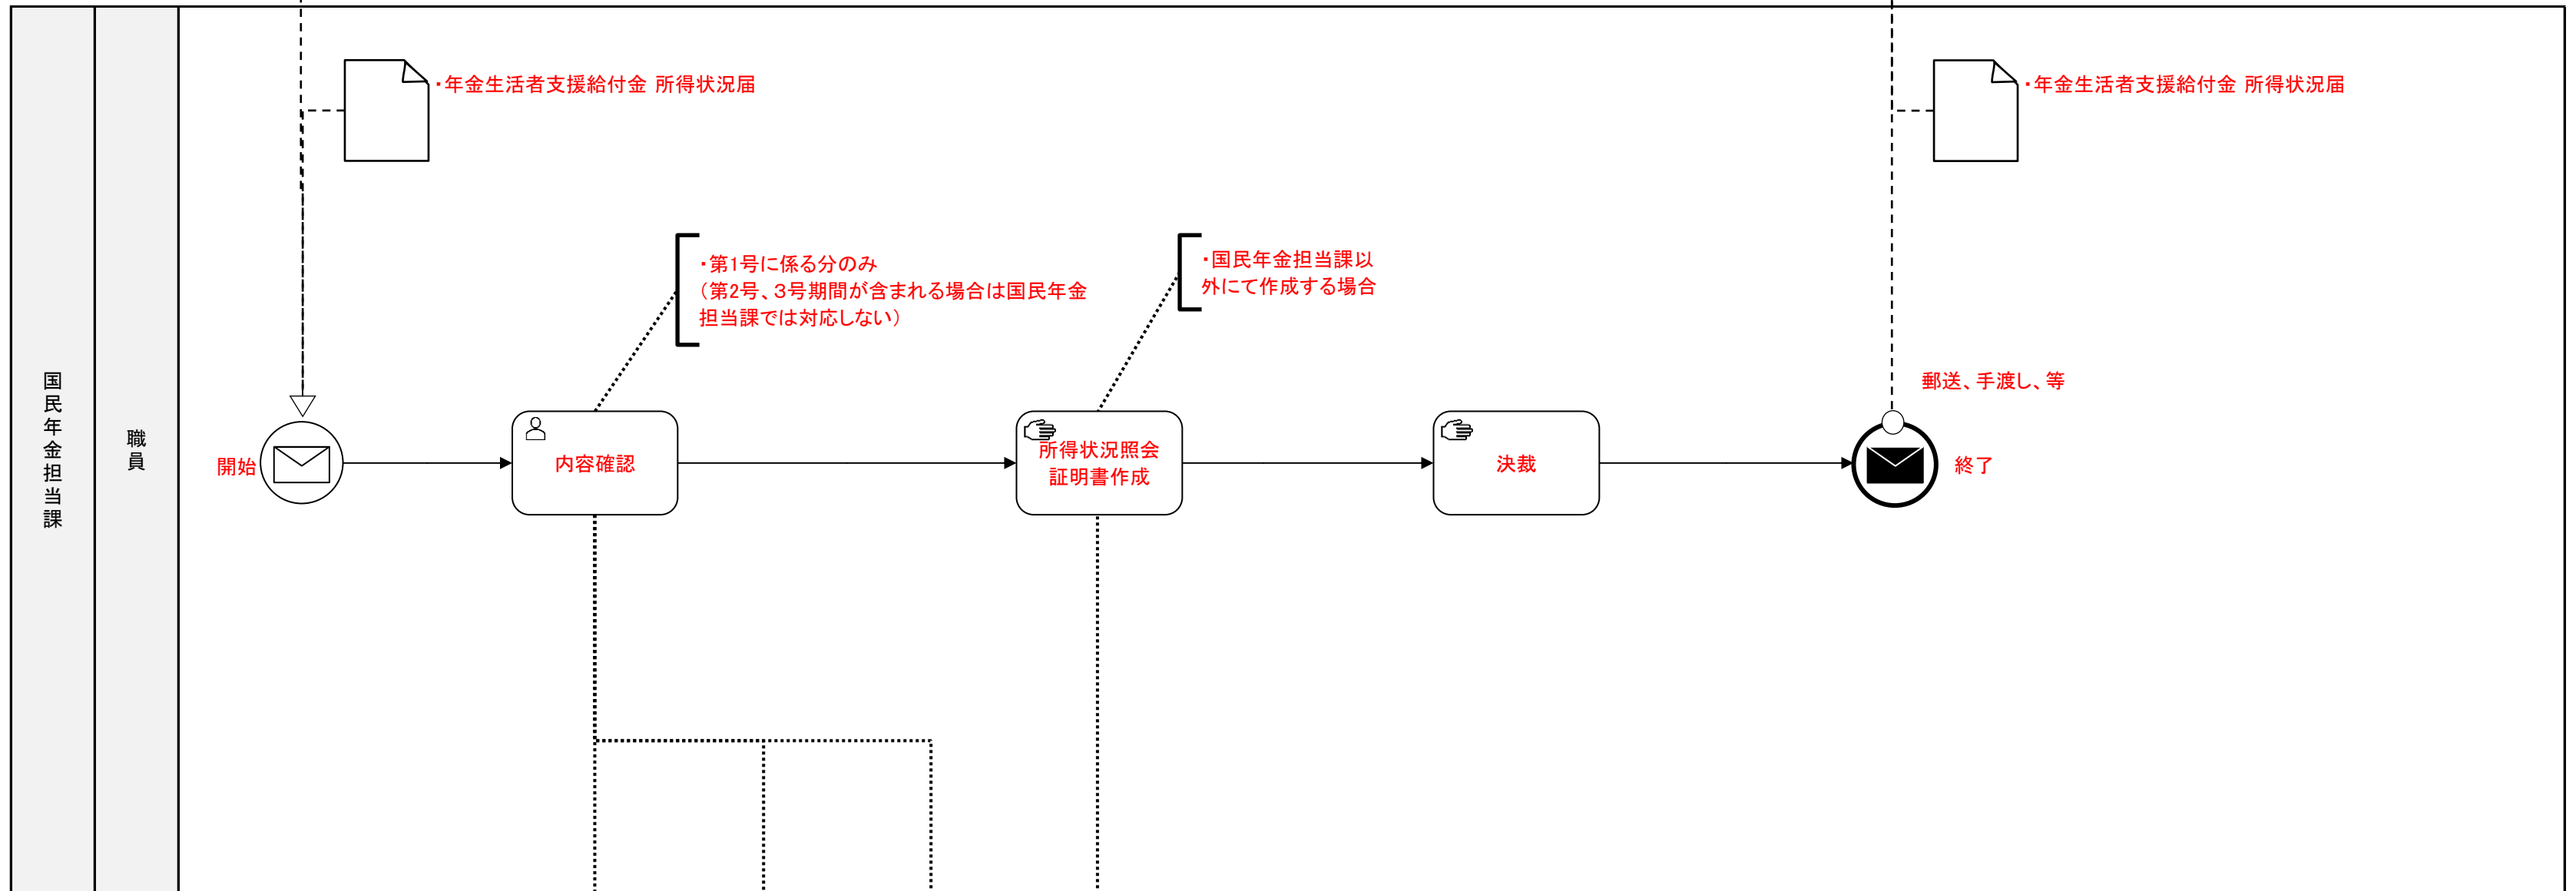 国民年金担当課
職員
・年金生活者支援給付金 所得状況届
・年金生活者支援給付金 所得状況届
・第1号に係る分のみ
（第2号、3号期間が含まれる場合は国民年金
担当課では対応しない）
・国民年金担当課以
外にて作成する場合
郵送、手渡し、等
開始
内容確認
所得状況照会
証明書作成
決裁
終了